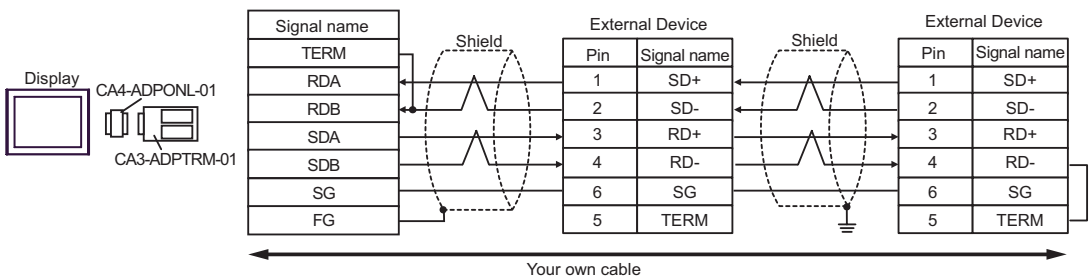 Display
CA4-ADPONL-01
CA3-ADPTRM-01
Signal name
TERM
RDA
RDB
SDA
SDB
SG
FG
Shield
External Device
Pin Signal name
1 SD+
2 SD-
3 RD+
4 RD-
6 SG
5 TERM
Shield
External Device
Pin Signal name
1 SD+
2 SD-
3 RD+
4 RD-
6 SG
5 TERM
Your own cable